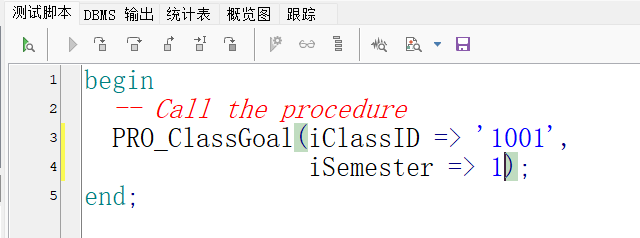 测试脚本 DBMS 输出 统计表 概览图 跟踪
1 begin
2 -- Call the procedure
3 PRO_ClassGoal(iClassID => '1001',
4 iSemester => 1);
5 end;